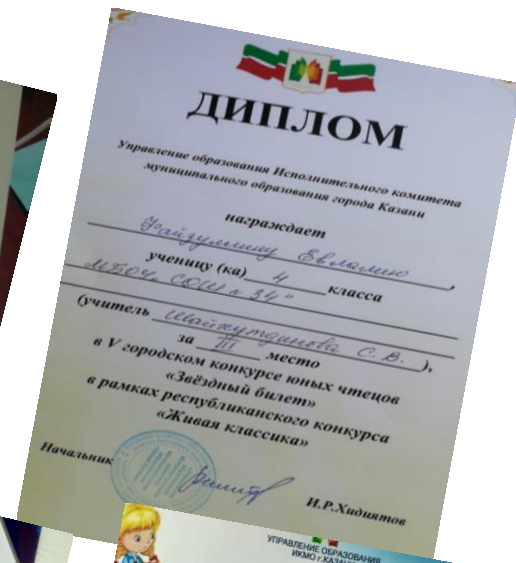 ДИПЛОМ
Управление образования Исполнительного комитета
муниципального образования города Казани
награждает
Файзуллину Евламию,
ученицу (ка) 4 класса
МБОУ "СОШ № 34"
(учитель Шайхутдинова С. В.),
за III место
в V городском конкурсе юных чтецов
«Звёздный билет»
в рамках республиканского конкурса
«Живая классика»
Начальник
И.Р.Хидиятов
УПРАВЛЕНИЕ ОБРАЗОВАНИЯ
ИКМО г.КАЗАНИ